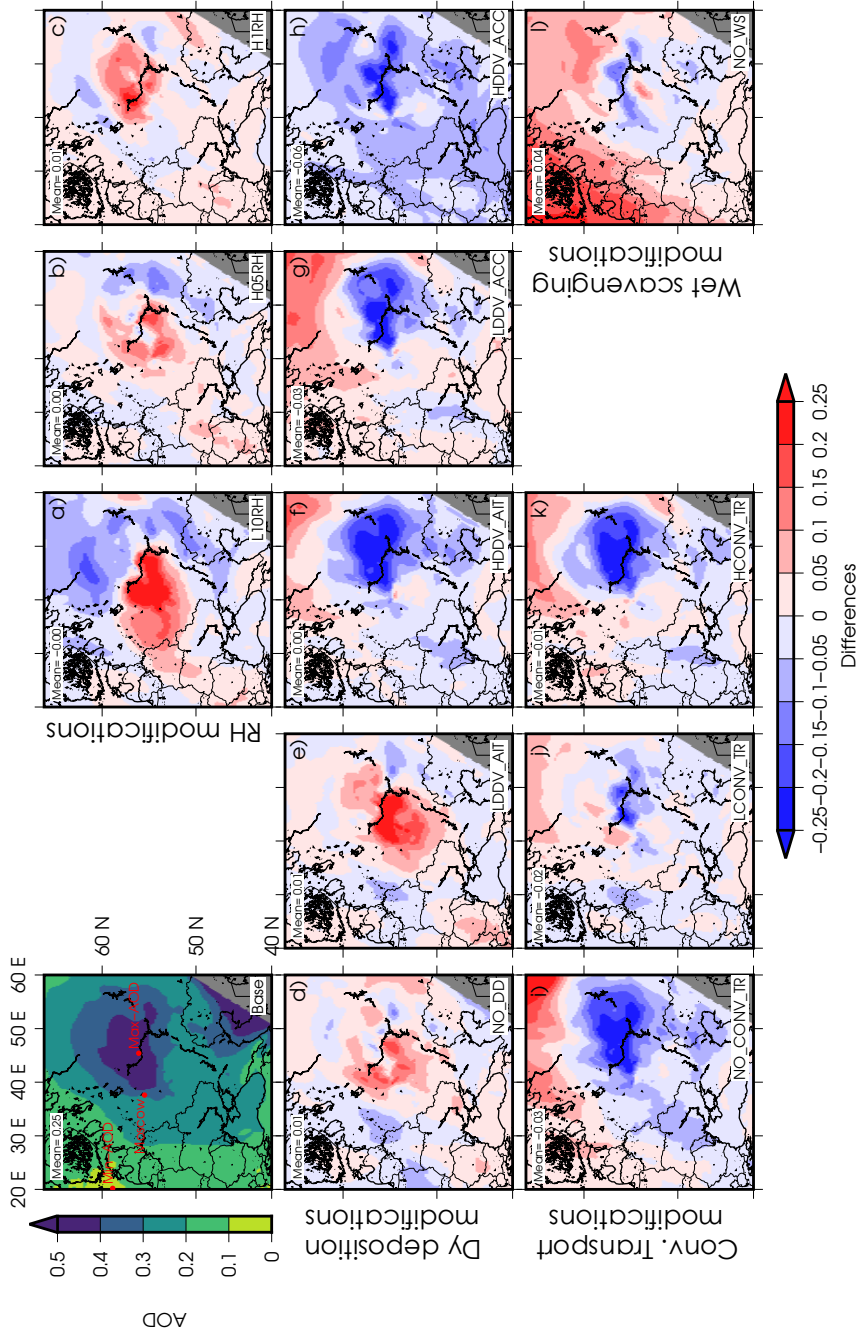 20 E
30 E
40 E
50 E
60 E
AOD
0.5
0.4
0.3
0.2
0.1
0
Mean= 0.25
Max-AOD
Moscow
Base
60 N
50 N
40 N
RH modifications
Mean= -0.00
a)
L10RH
Mean= 0.00
b)
H05RH
Mean= 0.01
c)
H1RH
Dy deposition
modifications
Mean= 0.01
d)
NO_DD
Mean= 0.01
e)
LDDV_AIT
Mean= 0.00
f)
HDDV_AIT
Mean= -0.03
g)
LDDV_ACC
Mean= -0.06
h)
HDDV_ACC
Conv. Transport
modifications
Mean= -0.03
i)
NO_CONV_TR
Mean= -0.02
j)
LCONV_TR
Mean= -0.01
k)
HCONV_TR
Wet scavenging
modifications
Mean= 0.04
l)
NO_WS
-0.25 -0.2 -0.15 -0.1 -0.05 0 0.05 0.1 0.15 0.2 0.25
Differences